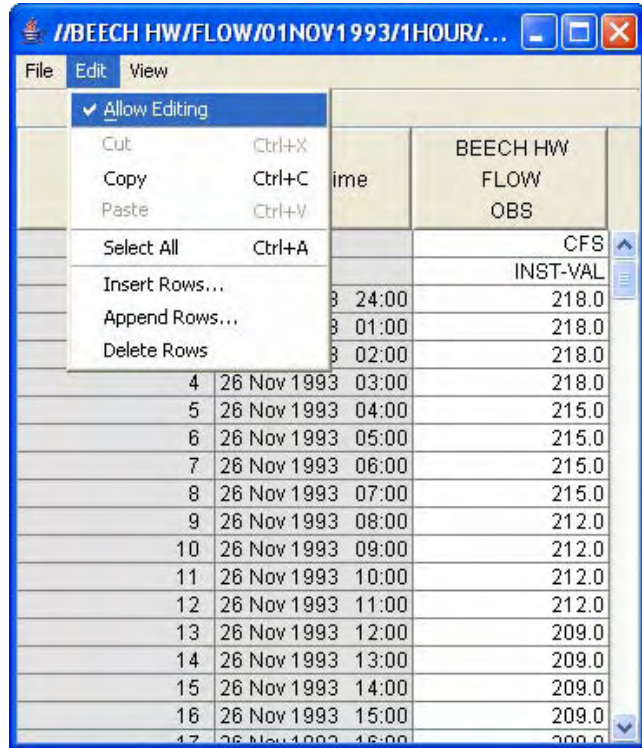 //BEECH HW/FLOW/01NOV1993/1HOUR/...
File Edit View
Allow Editing
Cut Ctrl+X
Copy Ctrl+C
Paste Ctrl+V
Select All Ctrl+A
Insert Rows...
Append Rows...
Delete Rows
ime
BEECH HW
FLOW
OBS
CFS
INST-VAL
3 24:00 218.0
3 01:00 218.0
3 02:00 218.0
4 26 Nov 1993 03:00 218.0
5 26 Nov 1993 04:00 215.0
6 26 Nov 1993 05:00 215.0
7 26 Nov 1993 06:00 215.0
8 26 Nov 1993 07:00 215.0
9 26 Nov 1993 08:00 212.0
10 26 Nov 1993 09:00 212.0
11 26 Nov 1993 10:00 212.0
12 26 Nov 1993 11:00 212.0
13 26 Nov 1993 12:00 209.0
14 26 Nov 1993 13:00 209.0
15 26 Nov 1993 14:00 209.0
16 26 Nov 1993 15:00 209.0